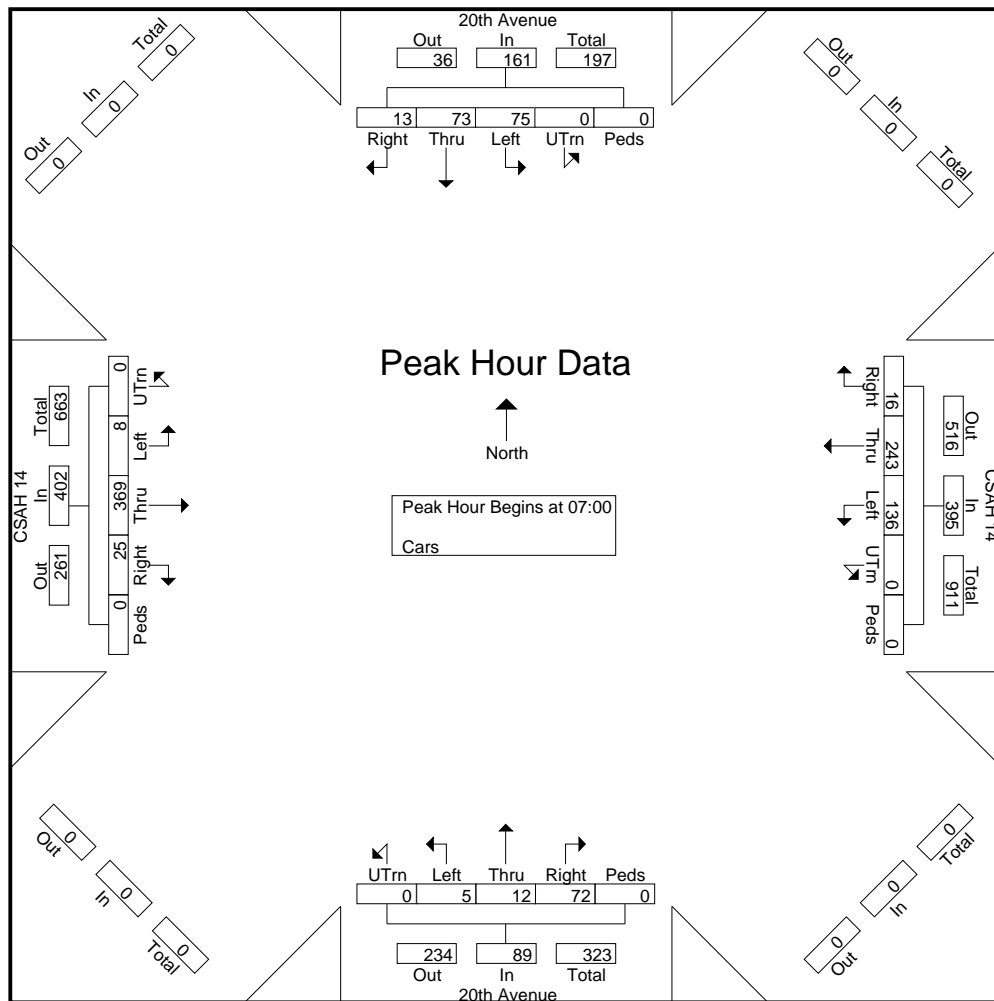 20th Avenue
Out In Total
36 161 197
13 73 75 0 0
Right Thru Left UTrn Peds
Total
0
In
0
Out
0
Out
0
In
0
Total
0
CSAH 14
Total
663
In
402
Out
261
0 8 369 25 0
UTrn Left Thru Right Peds
Peak Hour Data
North
Peak Hour Begins at 07:00
Cars
Right Thru Left UTrn Peds
16 243 136 0 0
Out
516
In
395
Total
911
CSAH 14
Out
0
In
0
Total
0
UTrn Left Thru Right Peds
0 5 12 72 0
234 89 323
Out In Total
20th Avenue
Total
0
In
0
Out
0